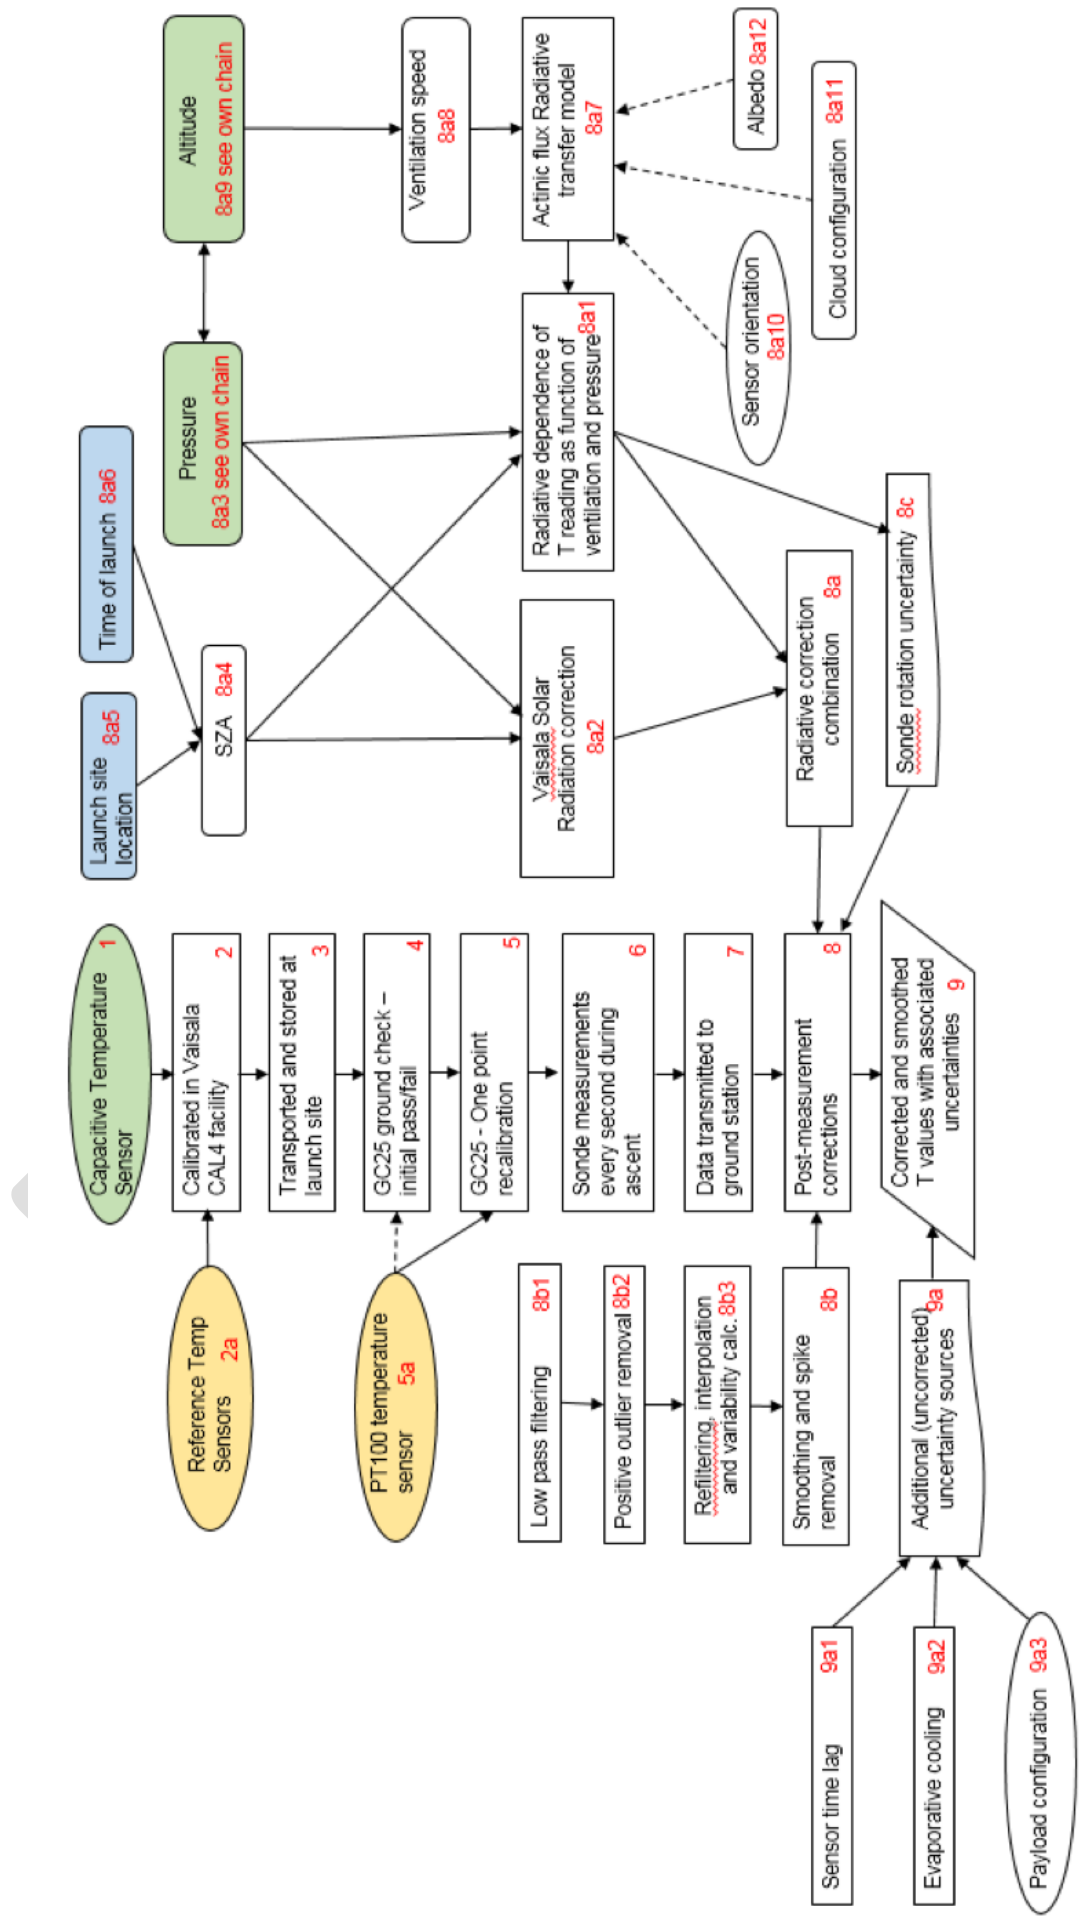 Capacitive Temperature
Sensor
1
Calibrated in Vaisala
CAL4 facility
2
Transported and stored at
launch site
3
GC25 ground check –
initial pass/fail
4
GC25 - One point
recalibration
5
Sonde measurements
every second during
ascent
6
Data transmitted to
ground station
7
Post-measurement
corrections
8
Corrected and smoothed
T values with associated
uncertainties 9
Reference Temp
Sensors 2a
PT100 temperature
sensor 5a
Low pass filtering 8b1
Positive outlier removal 8b2
Refiltering, interpolation
and variability calc. 8b3
Smoothing and spike
removal 8b
Additional (uncorrected)
uncertainty sources
9a
Sensor time lag 9a1
Evaporative cooling 9a2
Payload configuration 9a3
Launch site
location 8a5
Time of launch 8a6
SZA 8a4
Pressure
8a3 see own chain
Altitude
8a9 see own chain
Ventilation speed
8a8
Vaisala Solar
Radiation correction
8a2
Radiative dependence of
T reading as function of
ventilation and pressure 8a1
Actinic flux Radiative
transfer model
8a7
Sensor orientation
8a10
Cloud configuration 8a11
Albedo 8a12
Radiative correction
combination 8a
Sonde rotation uncertainty 8c